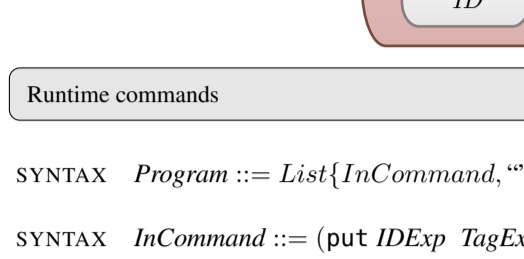 ID
Runtime commands
SYNTAX Program ::= List{InCommand, “”
SYNTAX InCommand ::= (put IDExp TagEx